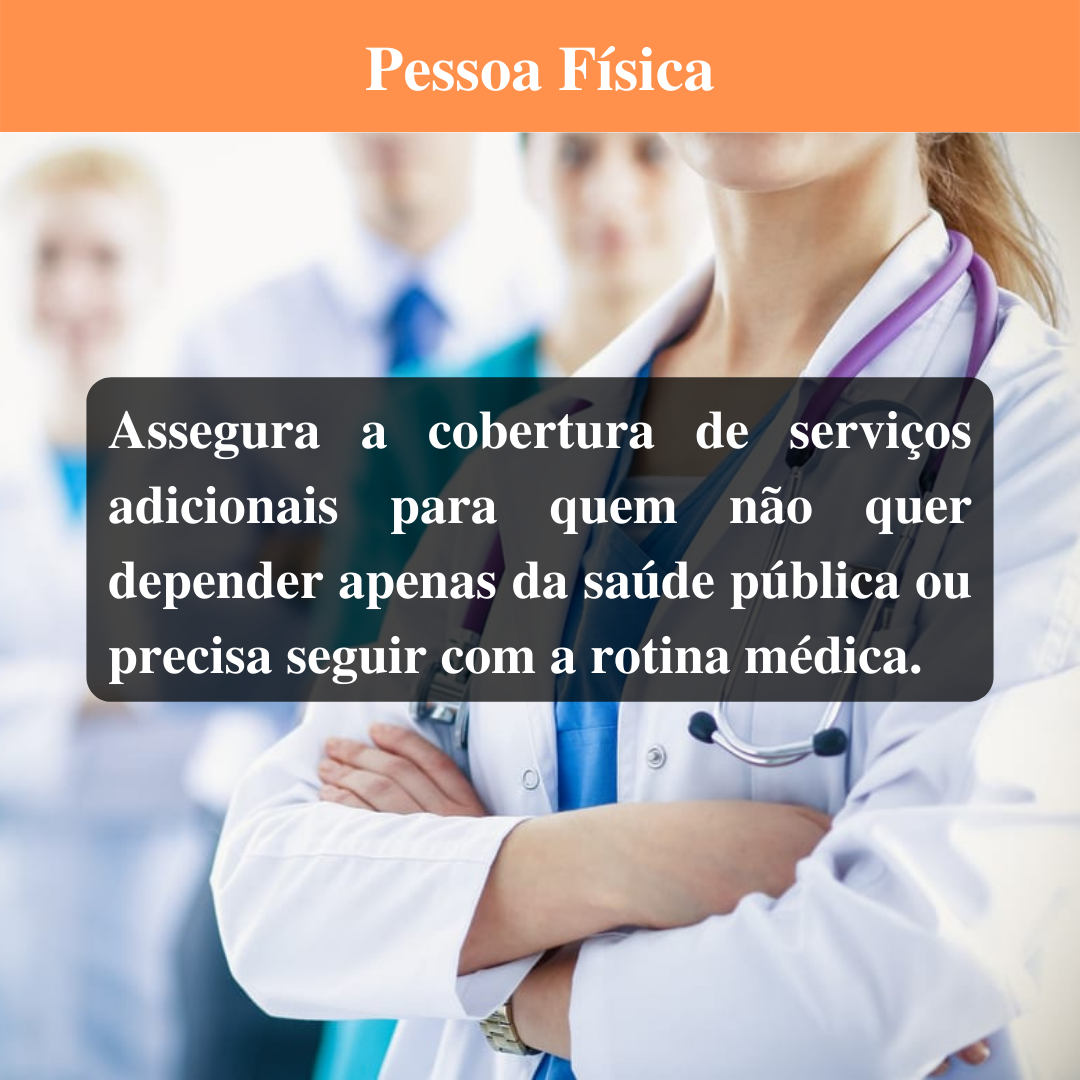 Pessoa Física
Assegura a cobertura de serviços
adicionais para quem não quer
depender apenas da saúde pública ou
precisa seguir com a rotina médica.